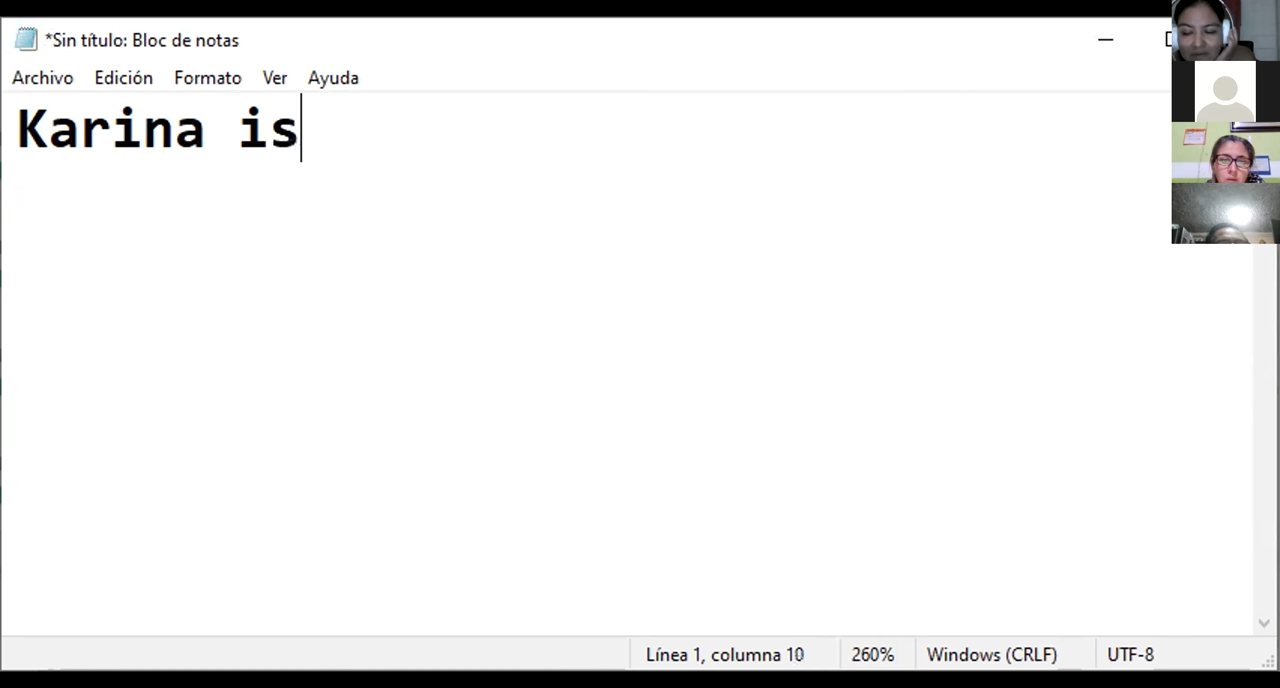 *Sin título: Bloc de notas
Archivo Edición Formato Ver Ayuda
Karina is
Línea 1, columna 10 260% Windows (CRLF) UTF-8